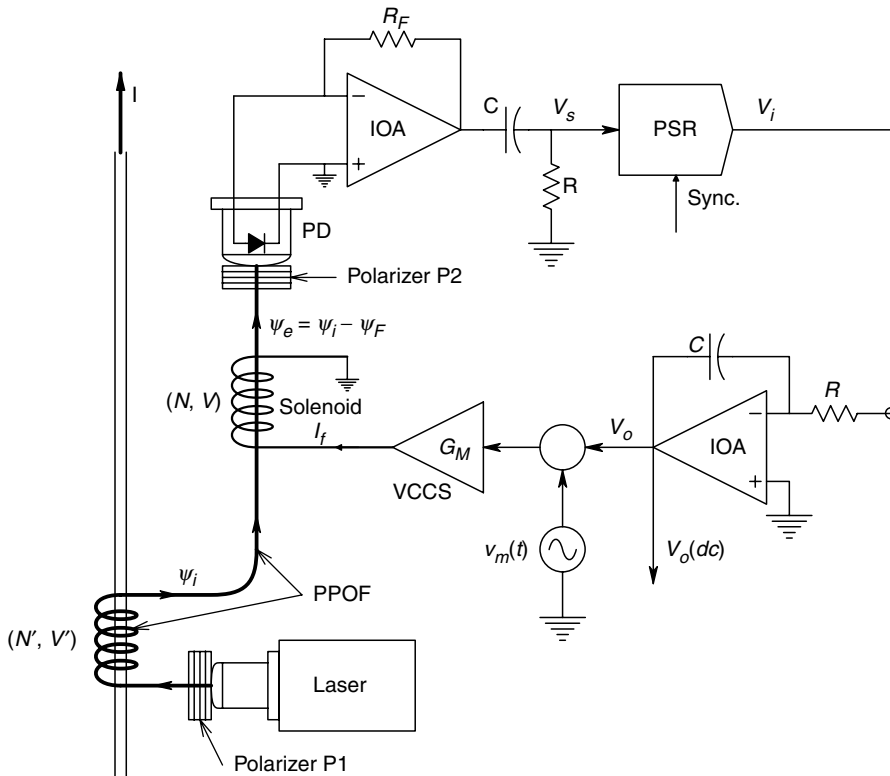 R_F
I
C
V_s
V_i
IOA
PSR
−
+
R
Sync.
PD
Polarizer P2
ψ_e = ψ_i − ψ_F
C
(N, V)
Solenoid
R
I_f
G_M
V_o
−
IOA
+
VCCS
v_m(t)
V_o(dc)
ψ_i
PPOF
(N′, V′)
Laser
Polarizer P1